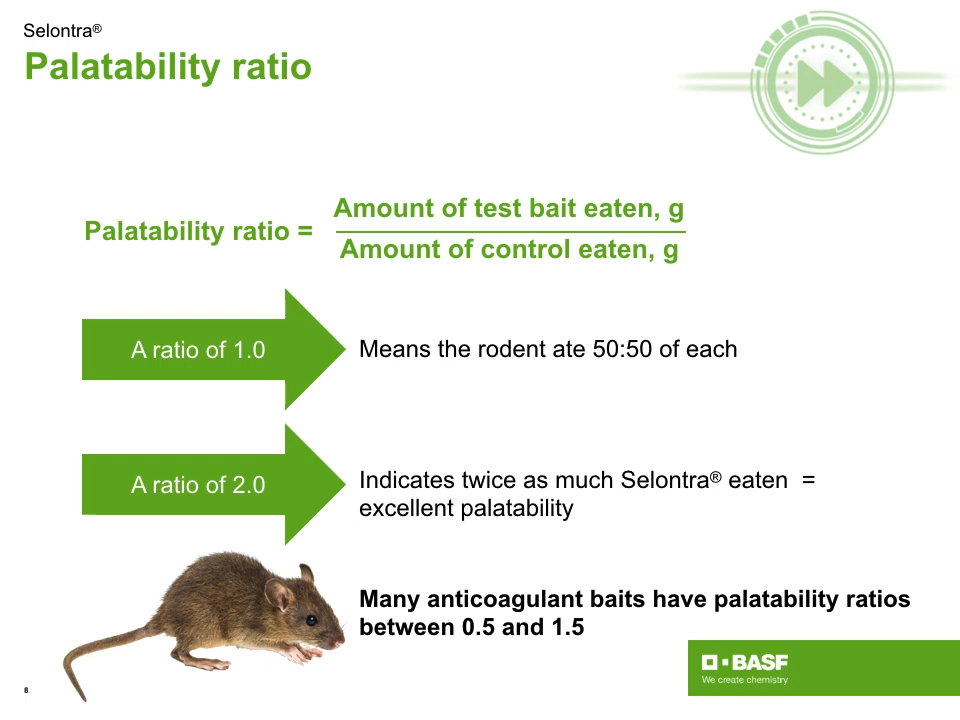 Selontra®
Palatability ratio
Palatability ratio =
Amount of test bait eaten, g
Amount of control eaten, g
A ratio of 1.0
Means the rodent ate 50:50 of each
A ratio of 2.0
Indicates twice as much Selontra® eaten =
excellent palatability
Many anticoagulant baits have palatability ratios
between 0.5 and 1.5
BASF
We create chemistry
8